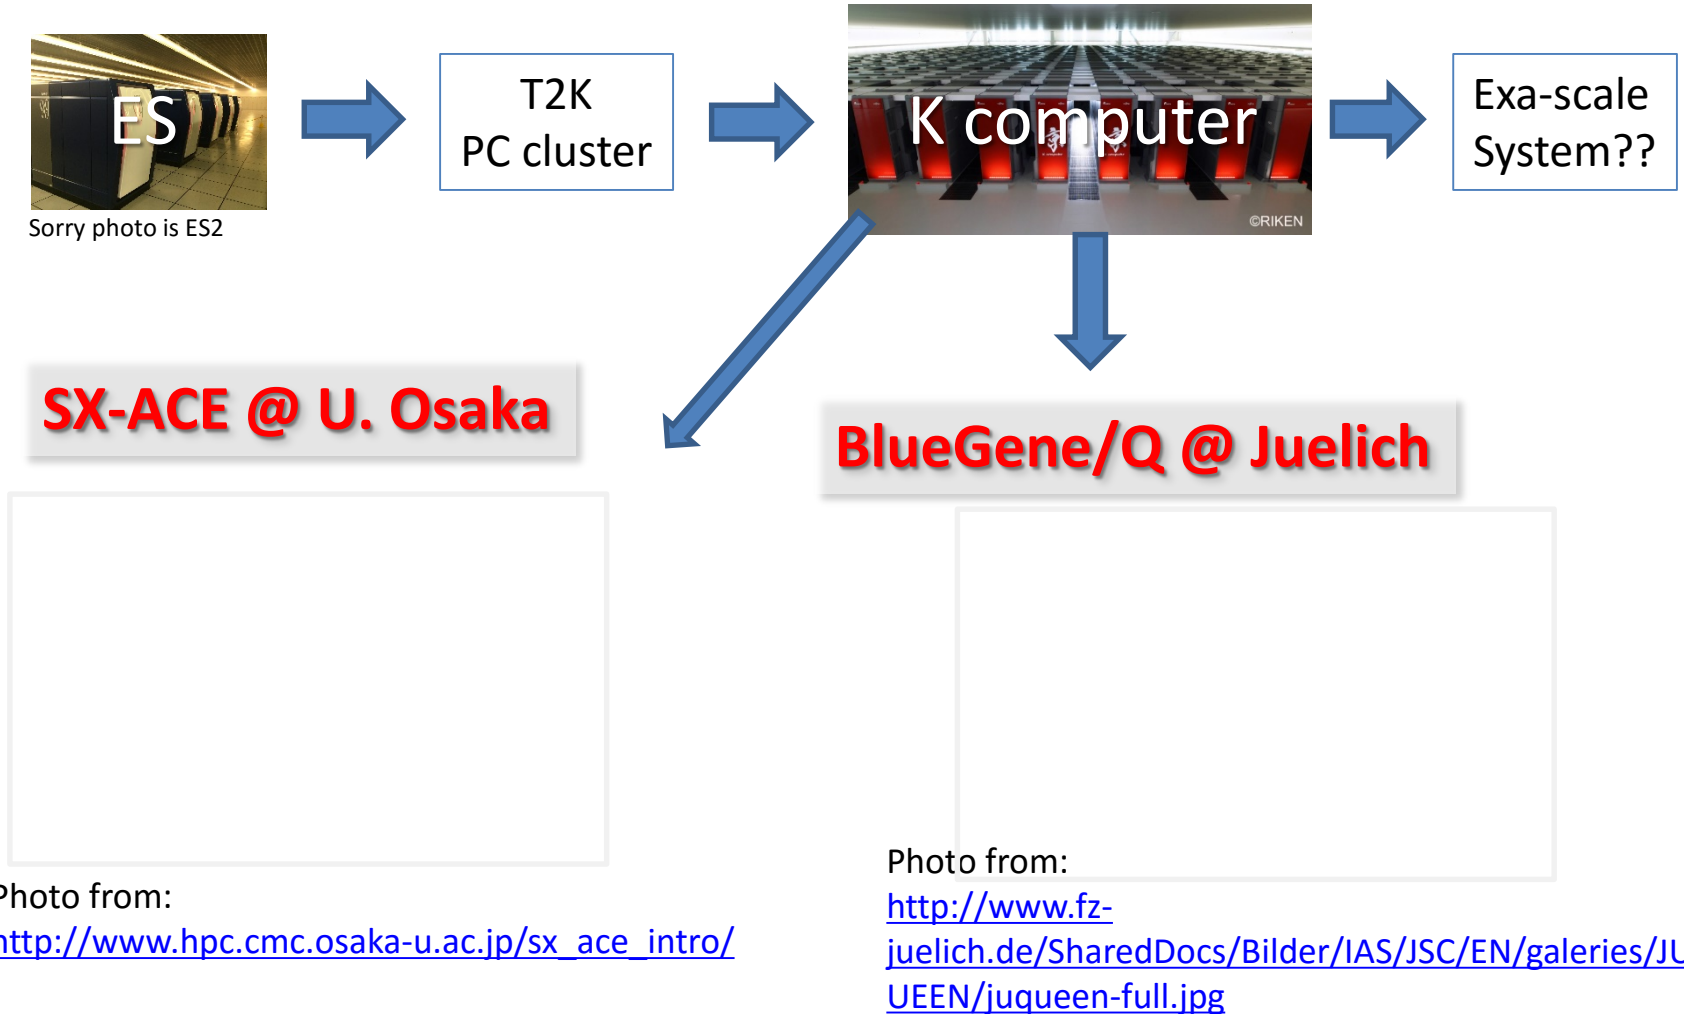 ES
Sorry photo is ES2
T2K
PC cluster
K computer
©RIKEN
Exa-scale
System??
SX-ACE @ U. Osaka
BlueGene/Q @ Juelich
Photo from:
http://www.hpc.cmc.osaka-u.ac.jp/sx_ace_intro/
Photo from:
http://www.fz-
juelich.de/SharedDocs/Bilder/IAS/JSC/EN/galeries/JU
UEEN/juqueen-full.jpg